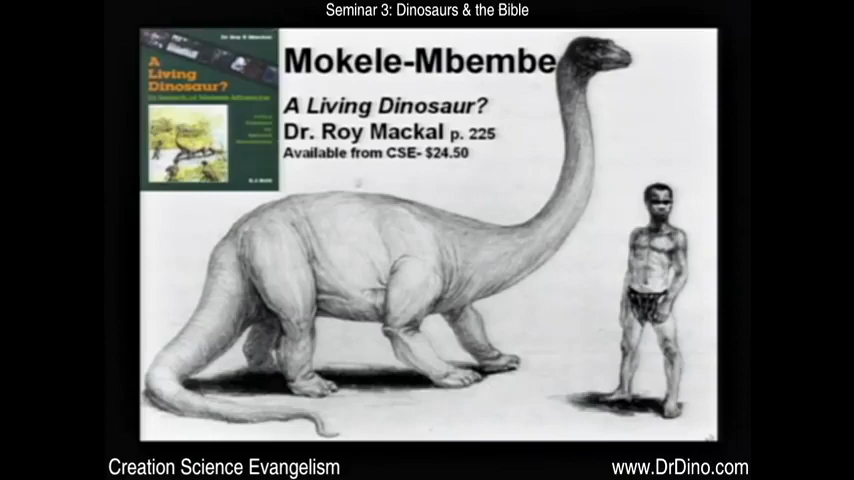 Seminar 3: Dinosaurs & the Bible
A
Living
Dinosaur?
Mokele-Mbembe
A Living Dinosaur?
Dr. Roy Mackal p. 225
Available from CSE- $24.50
Creation Science Evangelism
www.DrDino.com